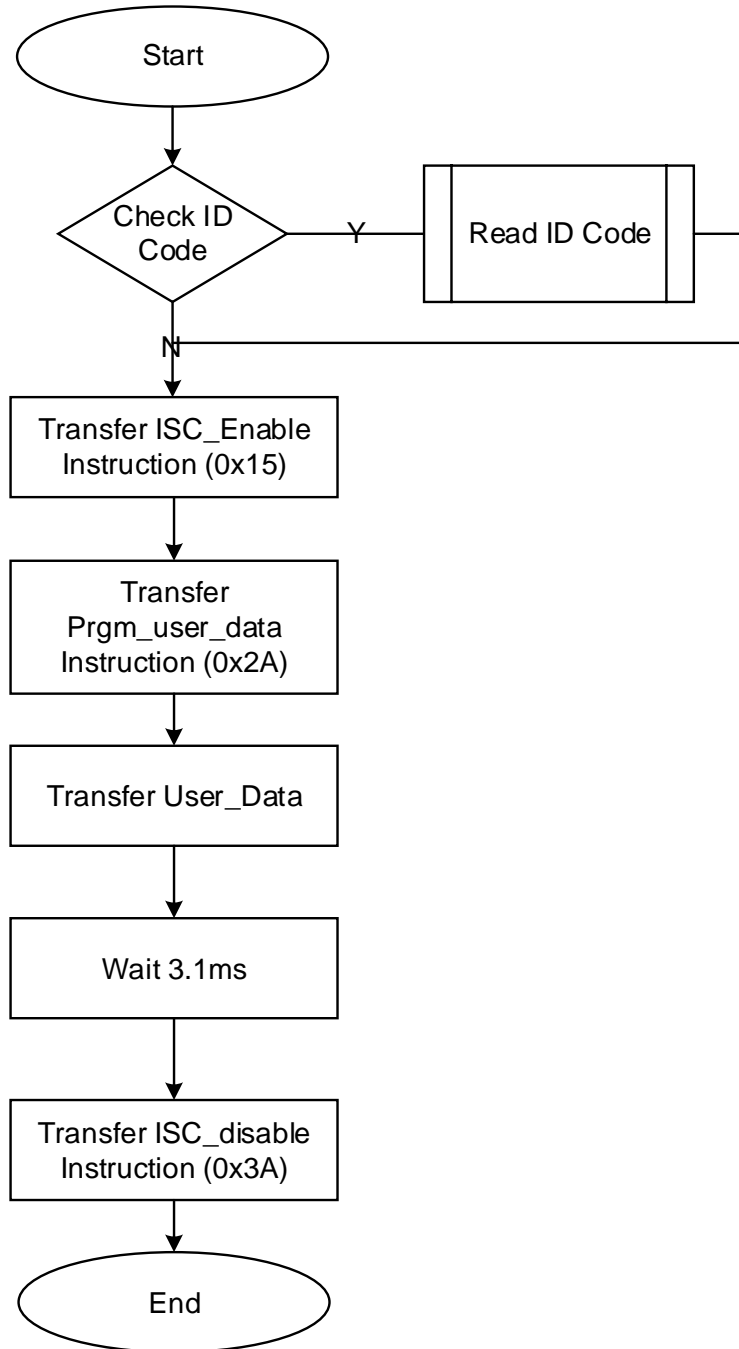 Start
Check ID
Code
Y
Read ID Code
N
Transfer ISC_Enable
Instruction (0x15)
Transfer
Prgm_user_data
Instruction (0x2A)
Transfer User_Data
Wait 3.1ms
Transfer ISC_disable
Instruction (0x3A)
End